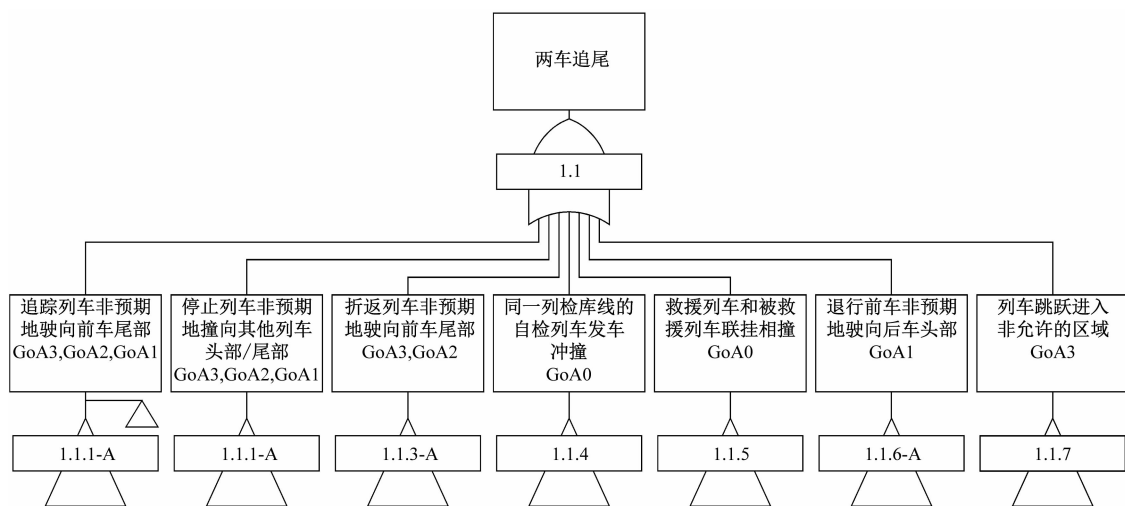 两车追尾
1.1
追踪列车非预期
地驶向前车尾部
GoA3,GoA2,GoA1
停止列车非预期
地撞向其他列车
头部/尾部
GoA3,GoA2,GoA1
折返列车非预期
地驶向前车尾部
GoA3,GoA2
同一列检库线的
自检列车发车
冲撞
GoA0
救援列车和被救
援列车联挂相撞
GoA0
退行前车非预期
地驶向后车头部
GoA1
列车跳跃进入
非允许的区域
GoA3
1.1.1-A
1.1.1-A
1.1.3-A
1.1.4
1.1.5
1.1.6-A
1.1.7